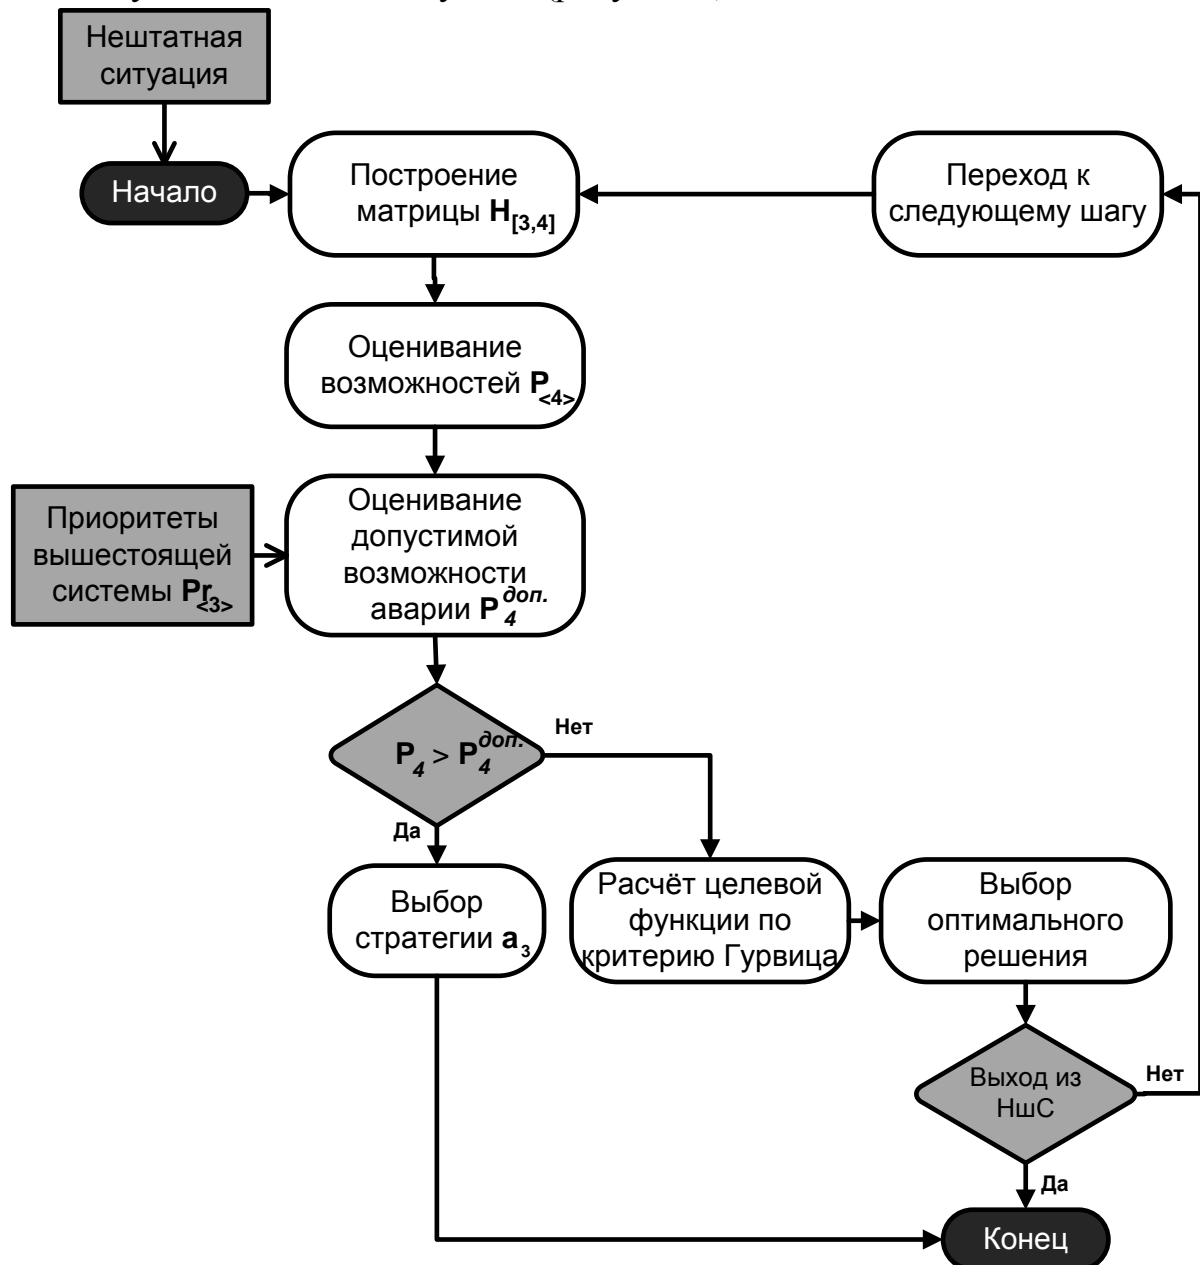 Нештатная
ситуация
Начало
Построение
матрицы H[3,4]
Переход к
следующему шагу
Оценивание
возможностей P<4>
Приоритеты
вышестоящей
системы Pr<3>
Оценивание
допустимой
возможности
аварии P4доп.
P4 > P4доп.
Нет
Да
Выбор
стратегии a3
Расчёт целевой
функции по
критерию Гурвица
Выбор
оптимального
решения
Выход из
НшС
Нет
Да
Конец